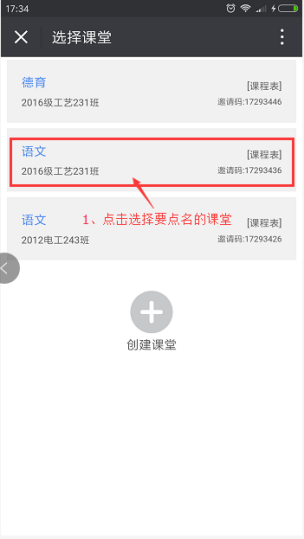 17:34
选择课堂
德育
[课程表]
2016级工艺231班
邀请码:17293446
语文
[课程表]
2016级工艺231班
邀请码:17293436
语文
1、点击选择要点名的课堂
[课程表]
2012电工243班
邀请码:17293426
创建课堂